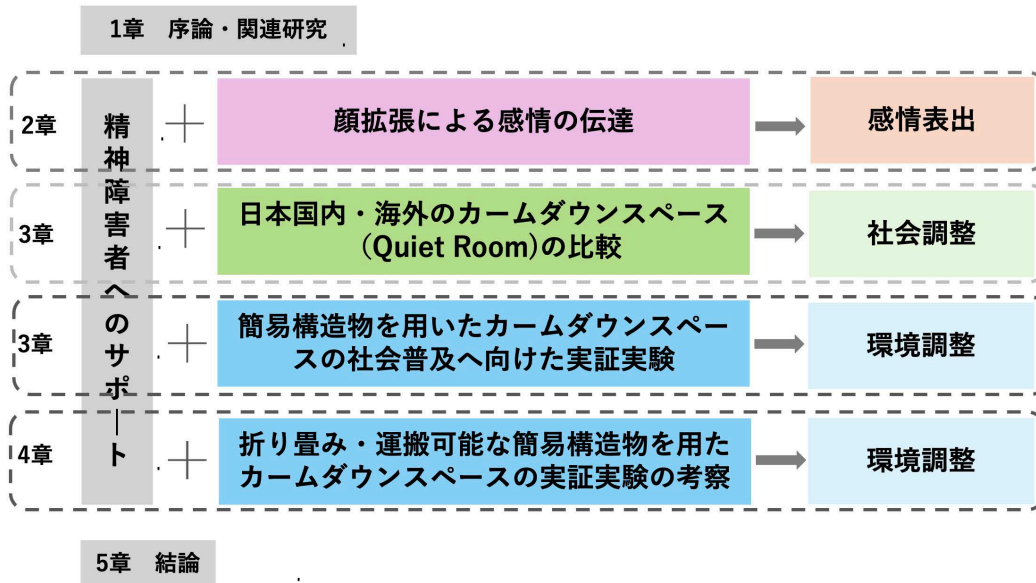 1章 序論・関連研究
精神障害者へのサポート
2章
顔拡張による感情の伝達
感情表出
3章
日本国内・海外のカームダウンスペース
(Quiet Room)の比較
社会調整
3章
簡易構造物を用いたカームダウンスペー
スの社会普及へ向けた実証実験
環境調整
4章
折り畳み・運搬可能な簡易構造物を用た
カームダウンスペースの実証実験の考察
環境調整
5章 結論